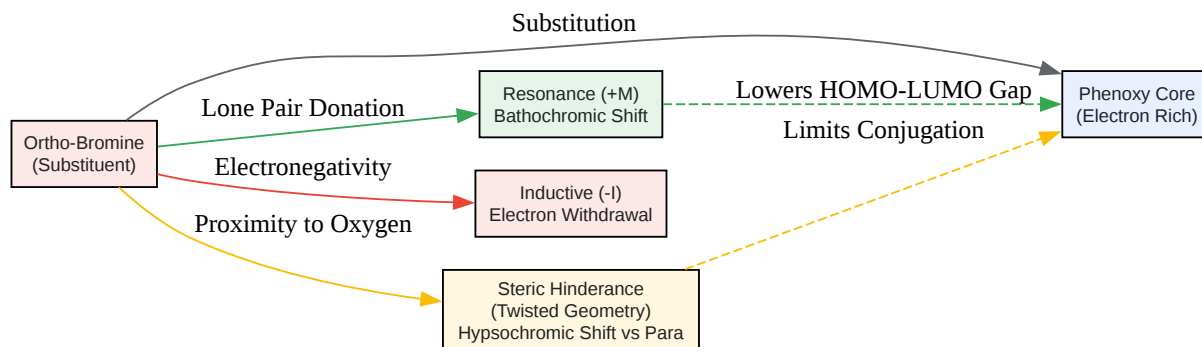 Substitution
Lone Pair Donation
Resonance (+M)
Bathochromic Shift
Lowers HOMO-LUMO Gap
Phenoxy Core
(Electron Rich)
Limits Conjugation
Ortho-Bromine
(Substituent)
Electronegativity
Inductive (-I)
Electron Withdrawal
Proximity to Oxygen
Steric Hinderance
(Twisted Geometry)
Hypsochromic Shift vs Para